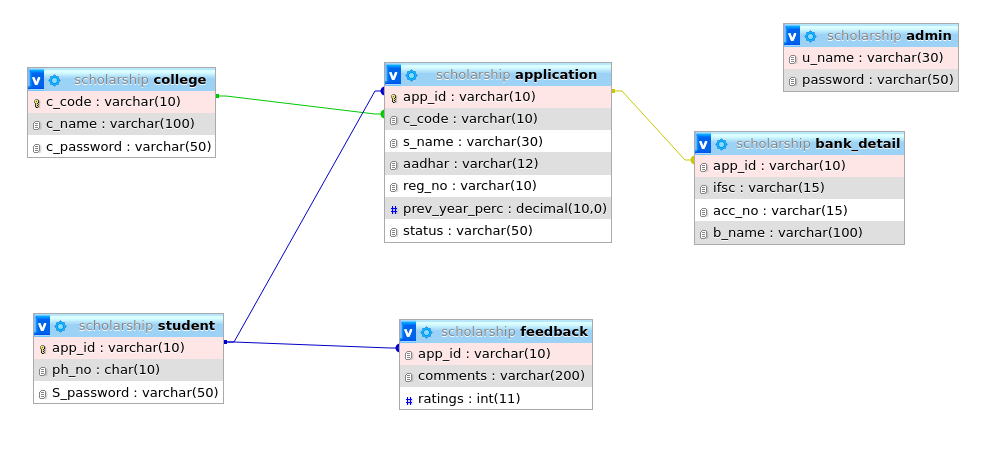 v scholarship admin
u_name : varchar(30)
password : varchar(50)
v scholarship college
c_code : varchar(10)
c_name : varchar(100)
c_password : varchar(50)
v scholarship application
app_id : varchar(10)
c_code : varchar(10)
s_name : varchar(30)
aadhar : varchar(12)
reg_no : varchar(10)
# prev_year_perc : decimal(10,0)
status : varchar(50)
v scholarship bank_detail
app_id : varchar(10)
ifsc : varchar(15)
acc_no : varchar(15)
b_name : varchar(100)
v scholarship student
app_id : varchar(10)
ph_no : char(10)
S_password : varchar(50)
v scholarship feedback
app_id : varchar(10)
comments : varchar(200)
# ratings : int(11)